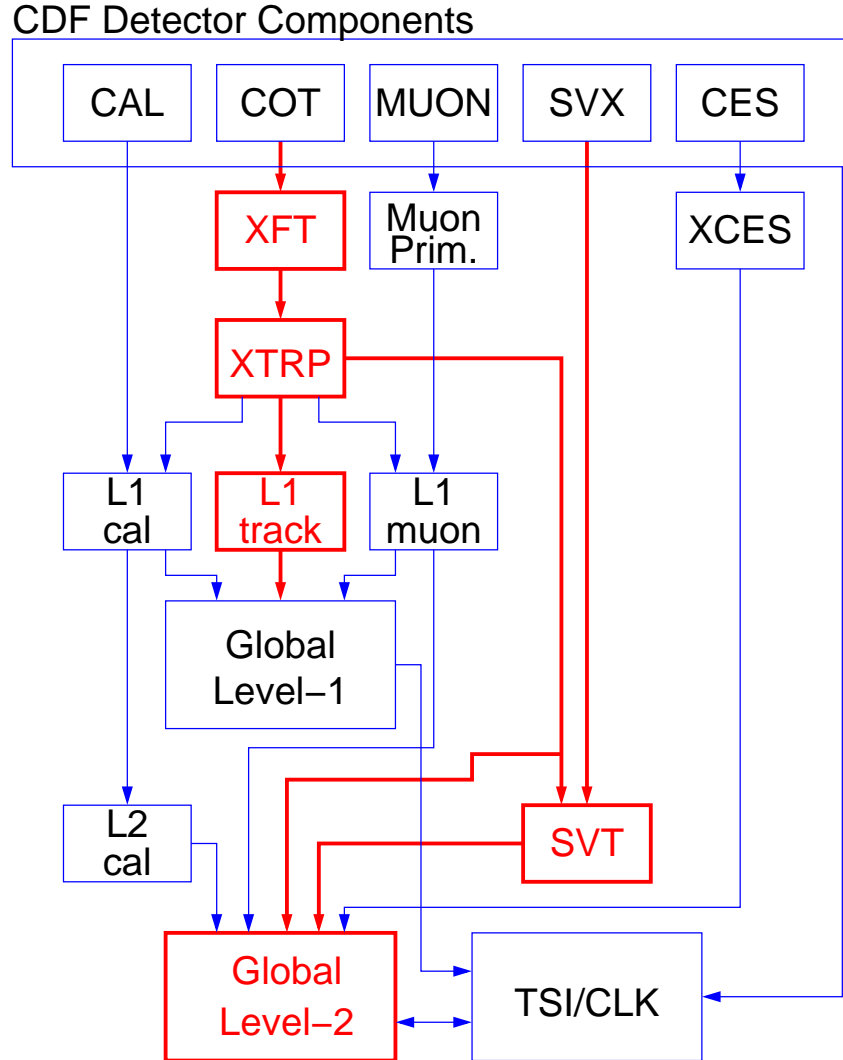 CDF Detector Components
CAL
COT
MUON
SVX
CES
XFT
Muon
Prim.
XCES
XTRP
L1
cal
L1
track
L1
muon
Global
Level−1
L2
cal
SVT
Global
Level−2
TSI/CLK